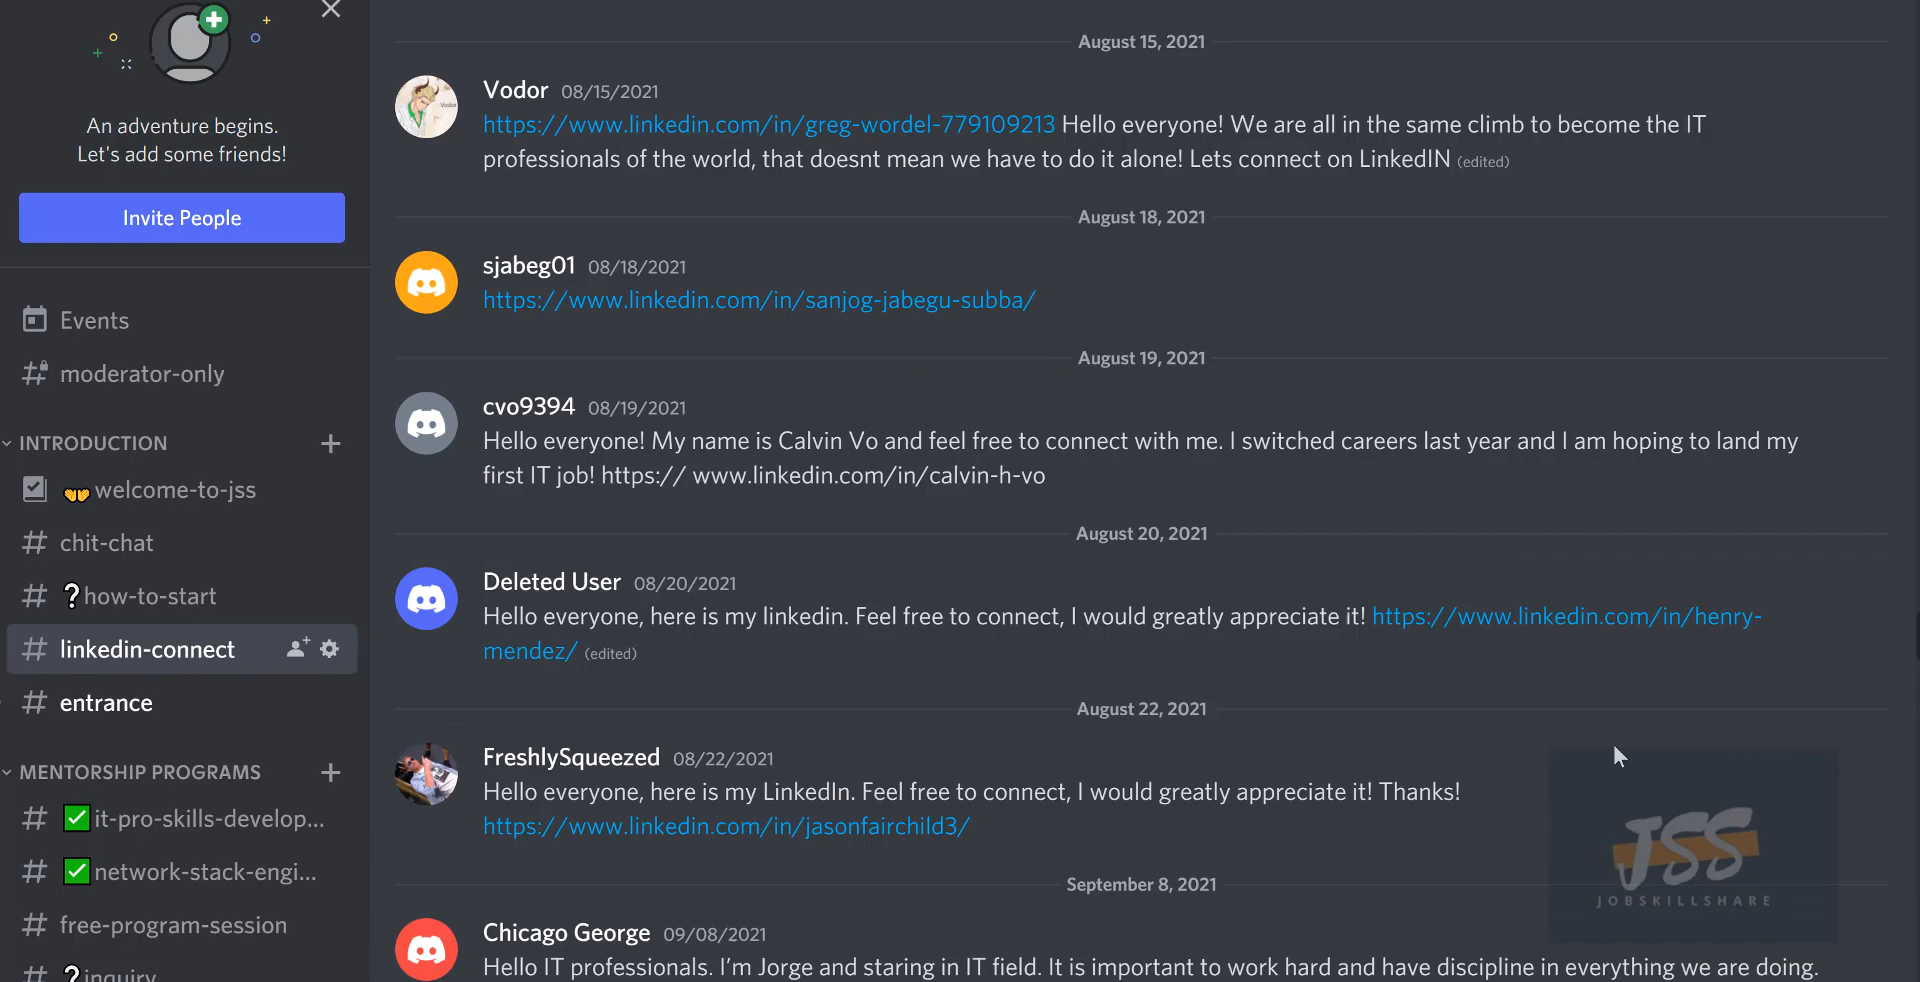 An adventure begins.
Let's add some friends!
Invite People
Events
moderator-only
INTRODUCTION
welcome-to-jss
chit-chat
how-to-start
linkedin-connect
entrance
MENTORSHIP PROGRAMS
it-pro-skills-develop...
network-stack-engi...
free-program-session
inquiry
August 15, 2021
Vodor 08/15/2021
https://www.linkedin.com/in/greg-wordel-779109213 Hello everyone! We are all in the same climb to become the IT
professionals of the world, that doesnt mean we have to do it alone! Lets connect on LinkedIN (edited)
August 18, 2021
sjabeg01 08/18/2021
https://www.linkedin.com/in/sanjog-jabegu-subba/
August 19, 2021
cvo9394 08/19/2021
Hello everyone! My name is Calvin Vo and feel free to connect with me. I switched careers last year and I am hoping to land my
first IT job! https:// www.linkedin.com/in/calvin-h-vo
August 20, 2021
Deleted User 08/20/2021
Hello everyone, here is my linkedin. Feel free to connect, I would greatly appreciate it! https://www.linkedin.com/in/henry-
mendez/ (edited)
August 22, 2021
FreshlySqueezed 08/22/2021
Hello everyone, here is my LinkedIn. Feel free to connect, I would greatly appreciate it! Thanks!
https://www.linkedin.com/in/jasonfairchild3/
September 8, 2021
Chicago George 09/08/2021
Hello IT professionals. I'm Jorge and staring in IT field. It is important to work hard and have discipline in everything we are doing.
JSS
JOBSKILLSHARE